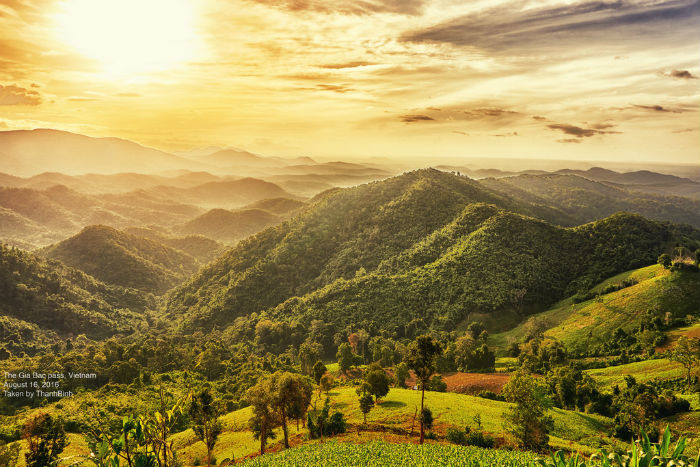 The Gia Bac pass, Vietnam
August 16, 2016
Taken by ThanhBinh